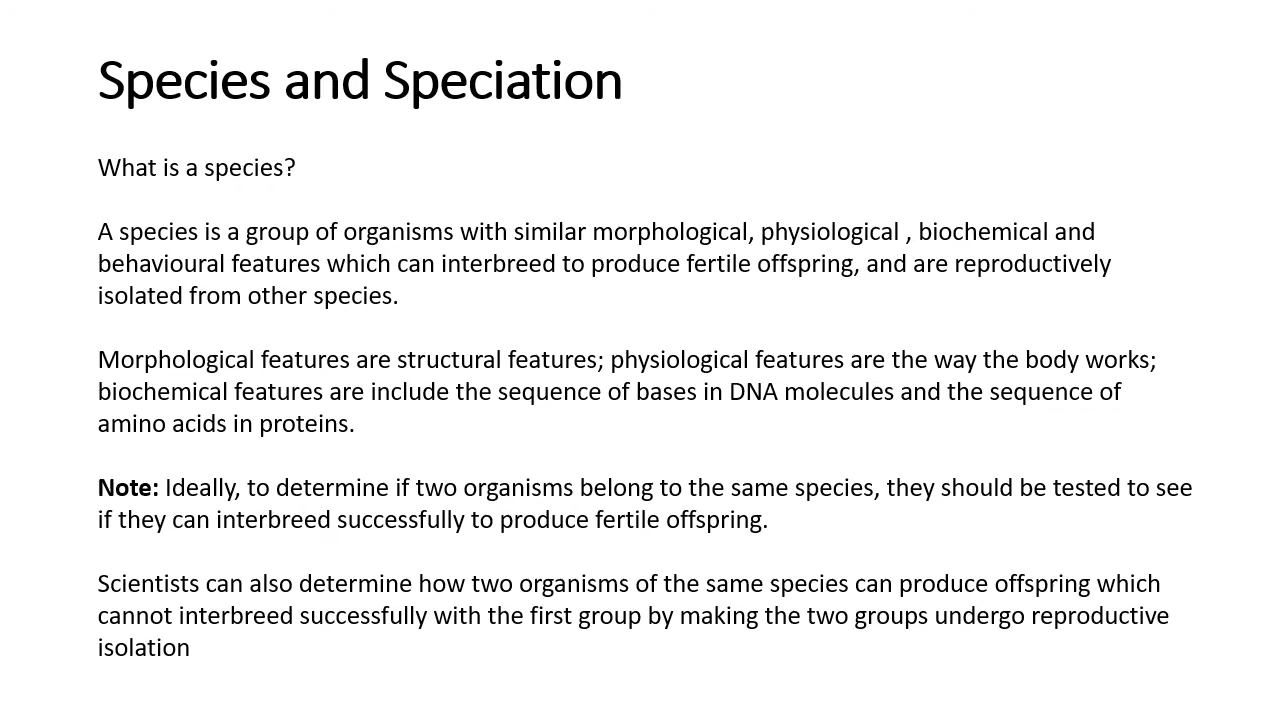 Species and Speciation
What is a species?
A species is a group of organisms with similar morphological, physiological , biochemical and
behavioural features which can interbreed to produce fertile offspring, and are reproductively
isolated from other species.
Morphological features are structural features; physiological features are the way the body works;
biochemical features are include the sequence of bases in DNA molecules and the sequence of
amino acids in proteins.
Note: Ideally, to determine if two organisms belong to the same species, they should be tested to see
if they can interbreed successfully to produce fertile offspring.
Scientists can also determine how two organisms of the same species can produce offspring which
cannot interbreed successfully with the first group by making the two groups undergo reproductive
isolation